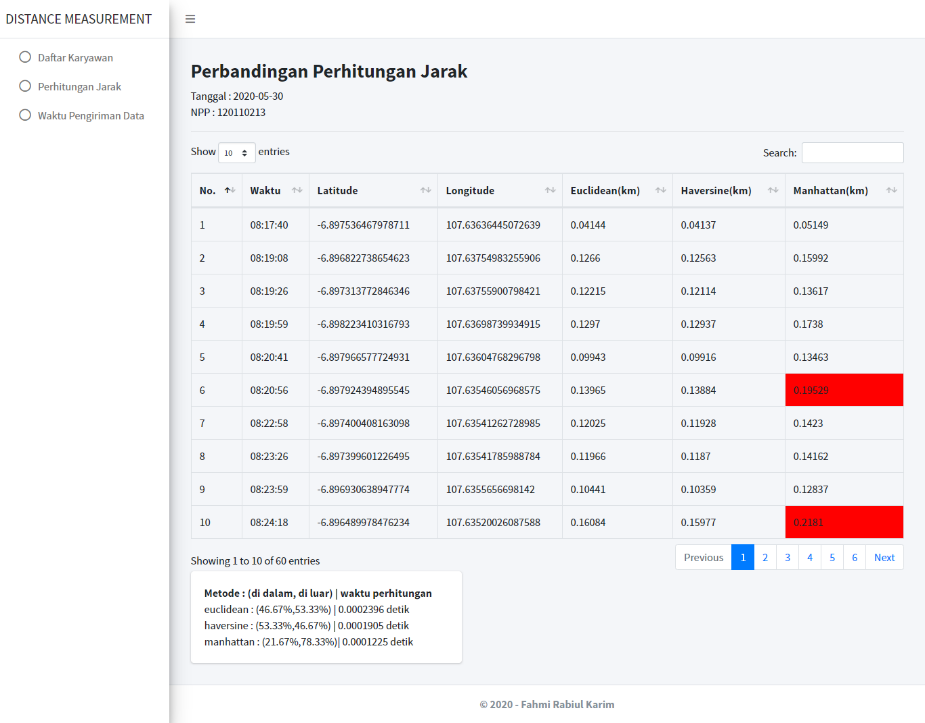 DISTANCE MEASUREMENT
Daftar Karyawan
Perhitungan Jarak
Waktu Pengiriman Data
Perbandingan Perhitungan Jarak
Tanggal : 2020-05-30
NPP : 120110213
Show 10 entries Search:
No. Waktu Latitude Longitude Euclidean(km) Haversine(km) Manhattan(km)
1 08:17:40 -6.897536467978711 107.63636445072639 0.04144 0.04137 0.05149
2 08:19:08 -6.896822738654623 107.63754983255906 0.1266 0.12563 0.15992
3 08:19:26 -6.897313772846346 107.63755900798421 0.12215 0.12114 0.13617
4 08:19:59 -6.898223410316793 107.63698739934915 0.1297 0.12937 0.1738
5 08:20:41 -6.897966577724931 107.63604768296798 0.09943 0.09916 0.13463
6 08:20:56 -6.897924394895545 107.63546056968575 0.13965 0.13884 0.19529
7 08:22:58 -6.897400408163098 107.63541262728985 0.12025 0.11928 0.1423
8 08:23:26 -6.897399601226495 107.63541785988784 0.11966 0.1187 0.14162
9 08:23:59 -6.896930638947774 107.6355656698142 0.10441 0.10359 0.12837
10 08:24:18 -6.896489978476234 107.63520026087588 0.16084 0.15977 0.2181
Showing 1 to 10 of 60 entries Previous 1 2 3 4 5 6 Next
Metode : (di dalam, di luar) | waktu perhitungan
euclidean : (46.67%,53.33%) | 0.0002396 detik
haversine : (53.33%,46.67%) | 0.0001905 detik
manhattan : (21.67%,78.33%)| 0.0001225 detik
© 2020 - Fahmi Rabiul Karim